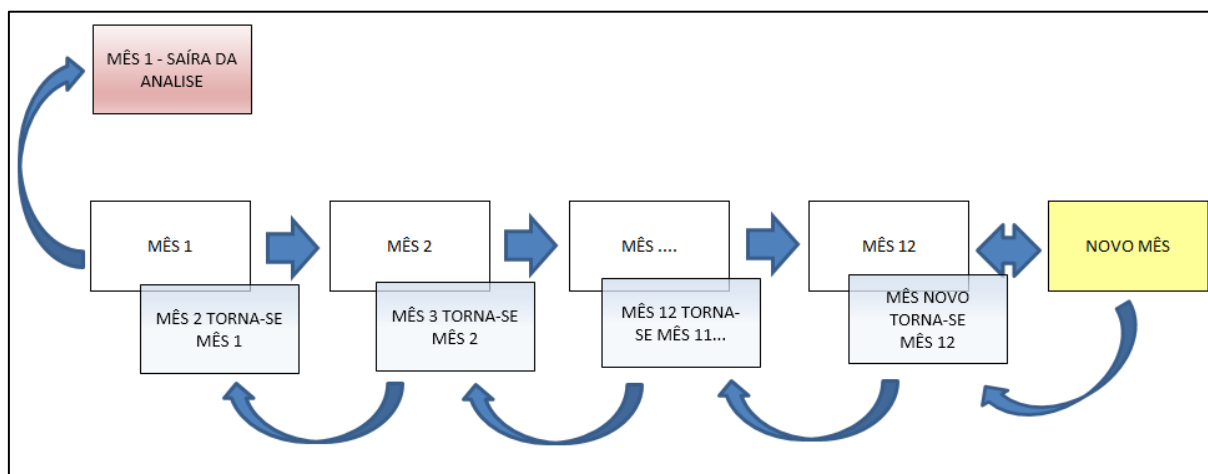 MÊS 1 - SAÍRA DA
ANALISE
MÊS 1
MÊS 2
MÊS ....
MÊS 12
NOVO MÊS
MÊS 2 TORNA-SE
MÊS 1
MÊS 3 TORNA-SE
MÊS 2
MÊS 12 TORNA-
SE MÊS 11...
MÊS NOVO
TORNA-SE
MÊS 12